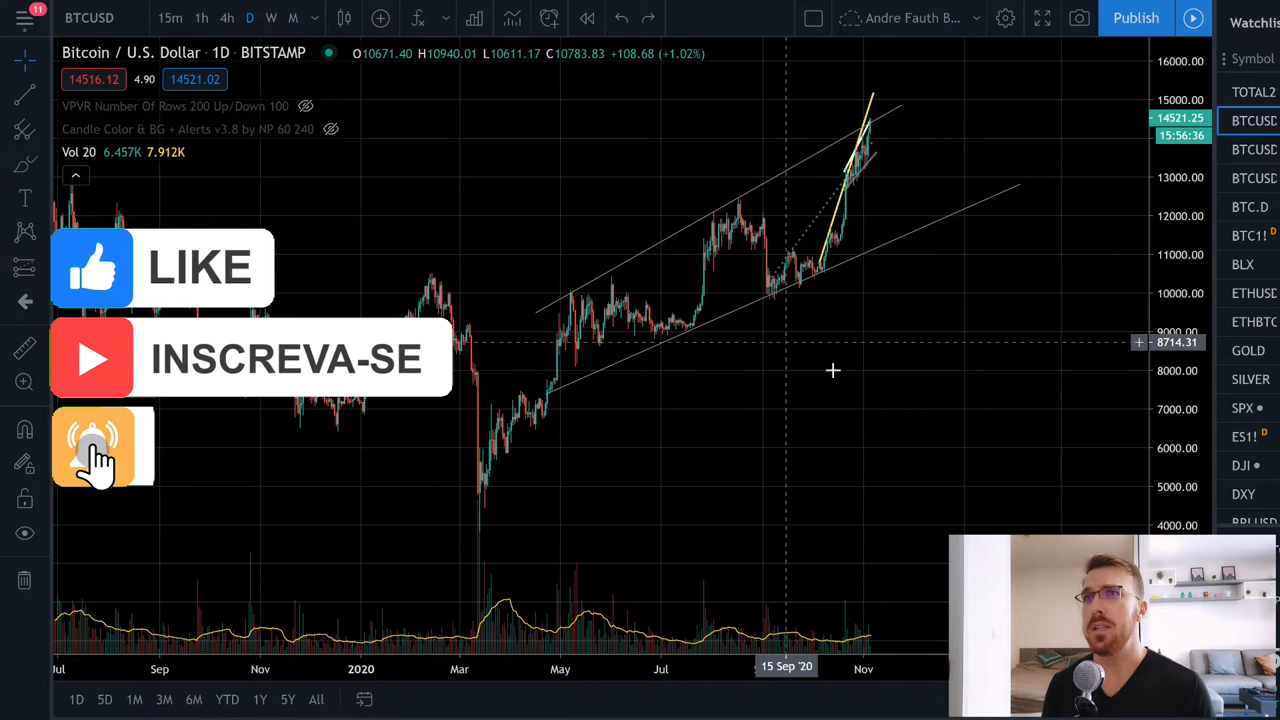 11
BTCUSD 15m 1h 4h D W M Andre Fauth B... Publish Watchlis
Bitcoin / U.S. Dollar · 1D · BITSTAMP O10671.40 H10940.01 L10611.17 C10783.83 +108.68 (+1.02%)
14516.12 4.90 14521.02
VPVR Number Of Rows 200 Up/Down 100
Candle Color & BG + Alerts v3.8 by NP 60 240
Vol 20 6.457K 7.912K
LIKE
INSCREVA-SE
16000.00
15000.00
14521.25
15:56:36
13000.00
12000.00
11000.00
10000.00
9000.00
8714.31
8000.00
7000.00
6000.00
5000.00
4000.00
Symbol
TOTAL2
BTCUSD
BTCUSD
BTCUSD
BTC.D
BTC1! D
BLX
ETHUSD
ETHBTC
GOLD
SILVER
SPX
ES1! D
DJI
DXY
Jul Sep Nov 2020 Mar May Jul 15 Sep '20 Nov
1D 5D 1M 3M 6M YTD 1Y 5Y All